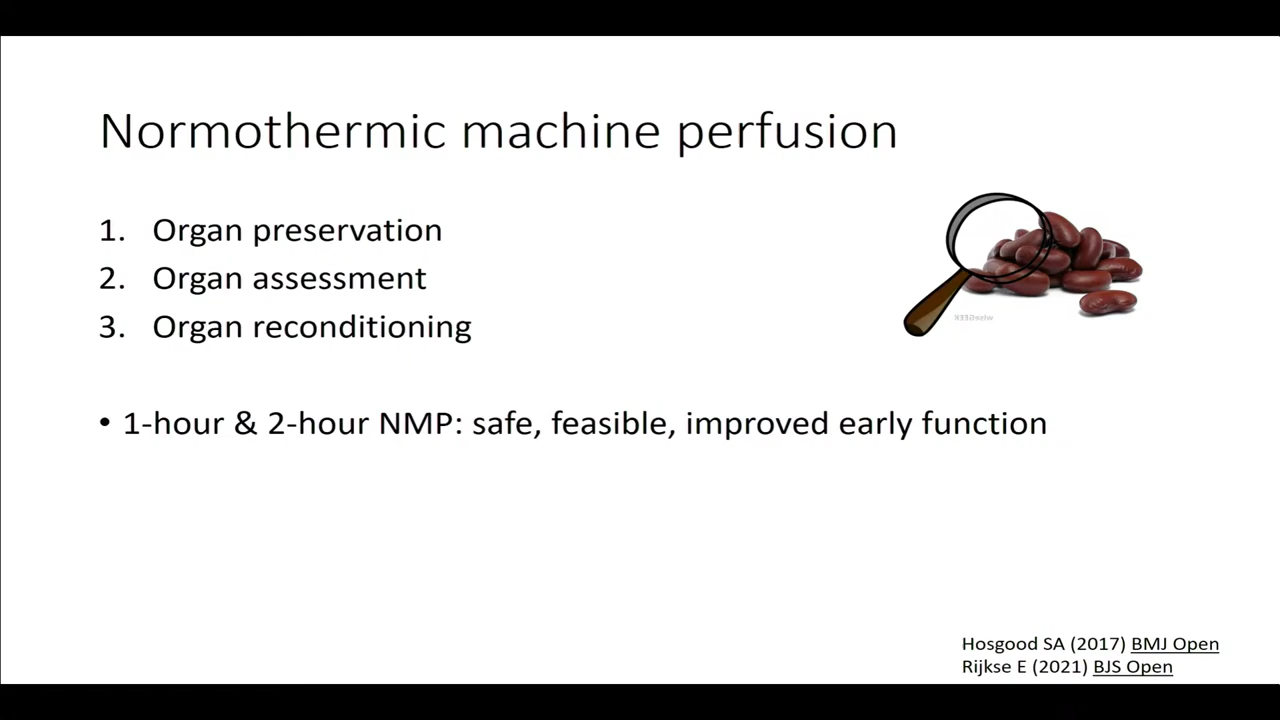 Normothermic machine perfusion
1. Organ preservation
2. Organ assessment
3. Organ reconditioning
wiseGEEK
• 1-hour & 2-hour NMP: safe, feasible, improved early function
Hosgood SA (2017) BMJ Open
Rijkse E (2021) BJS Open